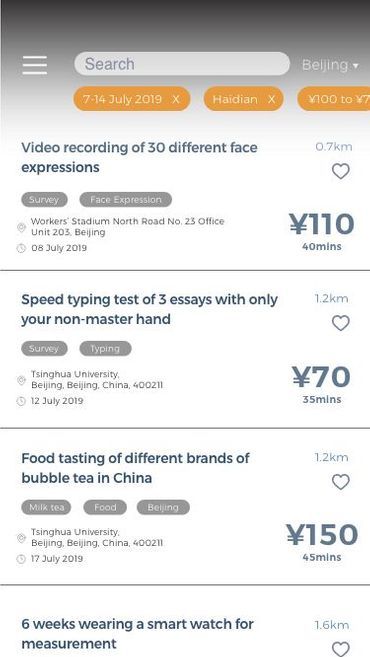 Search
Beijing ▾
7-14 July 2019 X
Haidian X
¥100 to ¥7
Video recording of 30 different face
expressions
0.7km
Survey
Face Expression
Workers' Stadium North Road No. 23 Office
Unit 203, Beijing
08 July 2019
¥110
40mins
Speed typing test of 3 essays with only
your non-master hand
1.2km
Survey
Typing
Tsinghua University,
Beijing, Beijing, China, 400211
12 July 2019
¥70
35mins
Food tasting of different brands of
bubble tea in China
1.2km
Milk tea
Food
Beijing
Tsinghua University,
Beijing, Beijing, China, 400211
17 July 2019
¥150
45mins
6 weeks wearing a smart watch for
measurement
1.6km